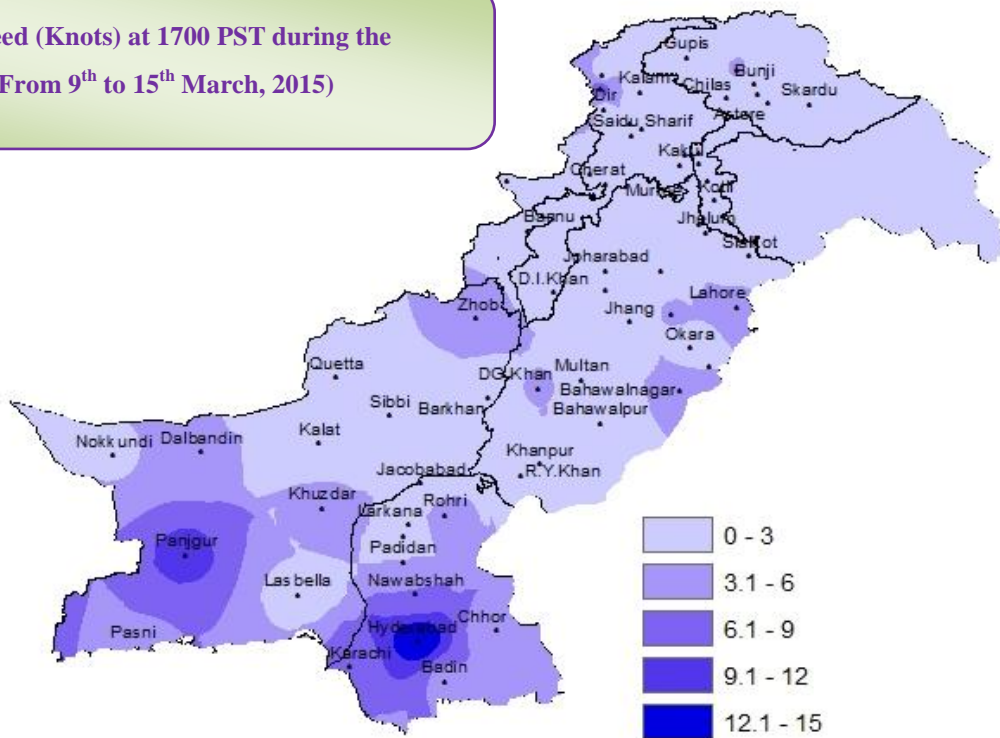 eed (Knots) at 1700 PST during the
From 9th to 15th March, 2015)
Gupis
Kalam
Chilas
Bunji
Skardu
Dir
Astore
Saidu Sharif
Kakul
Cherat
Murree
Kotli
Bannu
Jhelum
Sialkot
Joharabad
D.I.Khan
Lahore
Zhob
Jhang
Okara
Quetta
DG Khan
Multan
Bahawalnagar
Sibbi
Barkhan
Bahawalpur
Nokkundi
Dalbandin
Kalat
Khanpur
Jacobabad
R.Y.Khan
Khuzdar
Larkana
Rohri
Panjgur
Padidan
Lasbella
Nawabshah
Pasni
Hyderabad
Chhor
Karachi
Badin
0 - 3
3.1 - 6
6.1 - 9
9.1 - 12
12.1 - 15